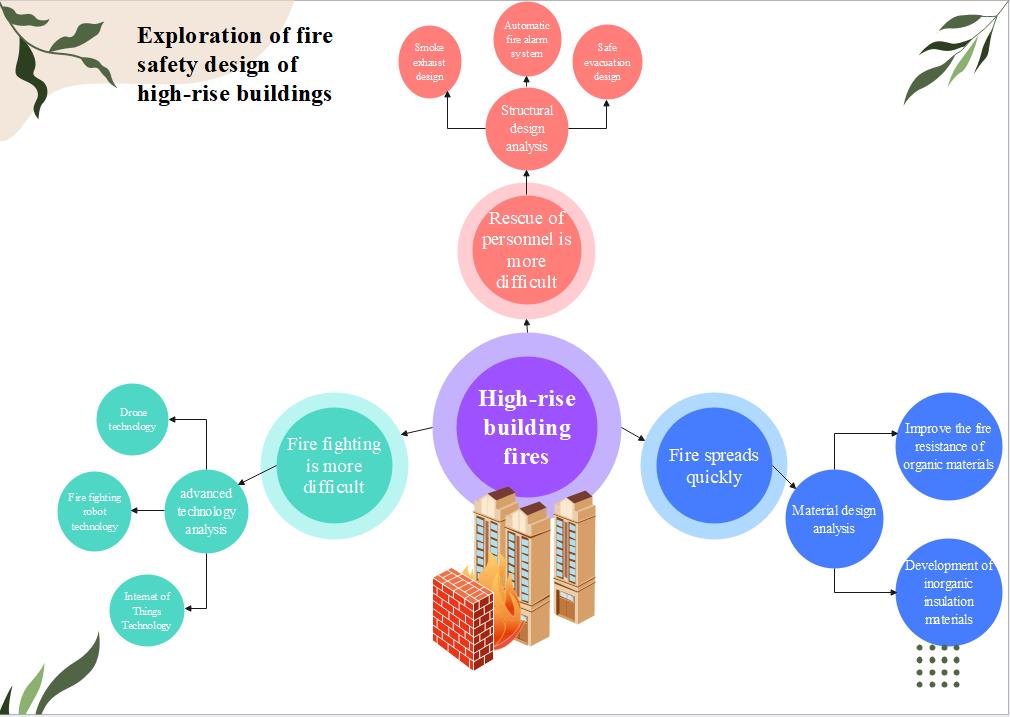 Exploration of fire
safety design of
high-rise buildings
Smoke
exhaust
design
Automatic
fire alarm
system
Safe
evacuation
design
Structural
design
analysis
Rescue of
personnel is
more
difficult
High-rise
building
fires
Fire fighting
is more
difficult
advanced
technology
analysis
Drone
technology
Fire fighting
robot
technology
Internet of
Things
Technology
Fire spreads
quickly
Material design
analysis
Improve the fire
resistance of
organic materials
Development of
inorganic
insulation
materials